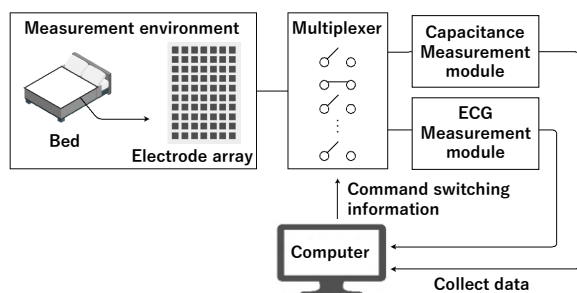 Measurement environment
Bed
Electrode array
Multiplexer
Capacitance
Measurement
module
ECG
Measurement
module
Command switching
information
Computer
Collect data